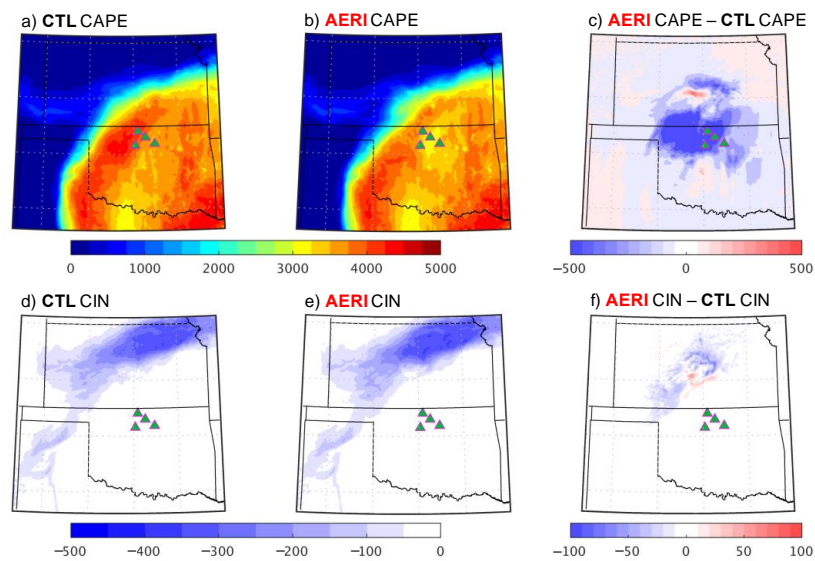 a) CTL CAPE
b) AERI CAPE
c) AERI CAPE – CTL CAPE
0 1000 2000 3000 4000 5000
−500 0 500
d) CTL CIN
e) AERI CIN
f) AERI CIN – CTL CIN
−500 −400 −300 −200 −100 0
−100 −50 0 50 100